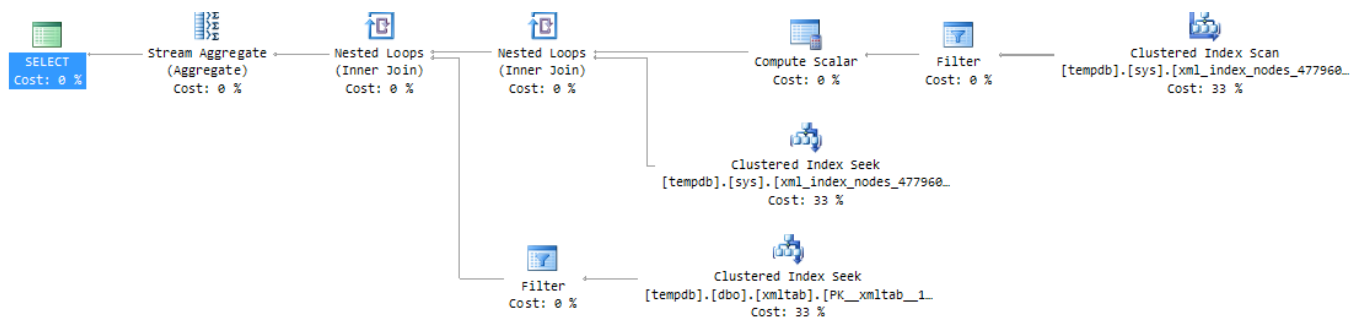 SELECT
Cost: 0 %
Stream Aggregate
(Aggregate)
Cost: 0 %
Nested Loops
(Inner Join)
Cost: 0 %
Nested Loops
(Inner Join)
Cost: 0 %
Compute Scalar
Cost: 0 %
Filter
Cost: 0 %
Clustered Index Scan
[tempdb].[sys].[xml_index_nodes_477960…
Cost: 33 %
Clustered Index Seek
[tempdb].[sys].[xml_index_nodes_477960…
Cost: 33 %
Filter
Cost: 0 %
Clustered Index Seek
[tempdb].[dbo].[xmltab].[PK__xmltab__1…
Cost: 33 %